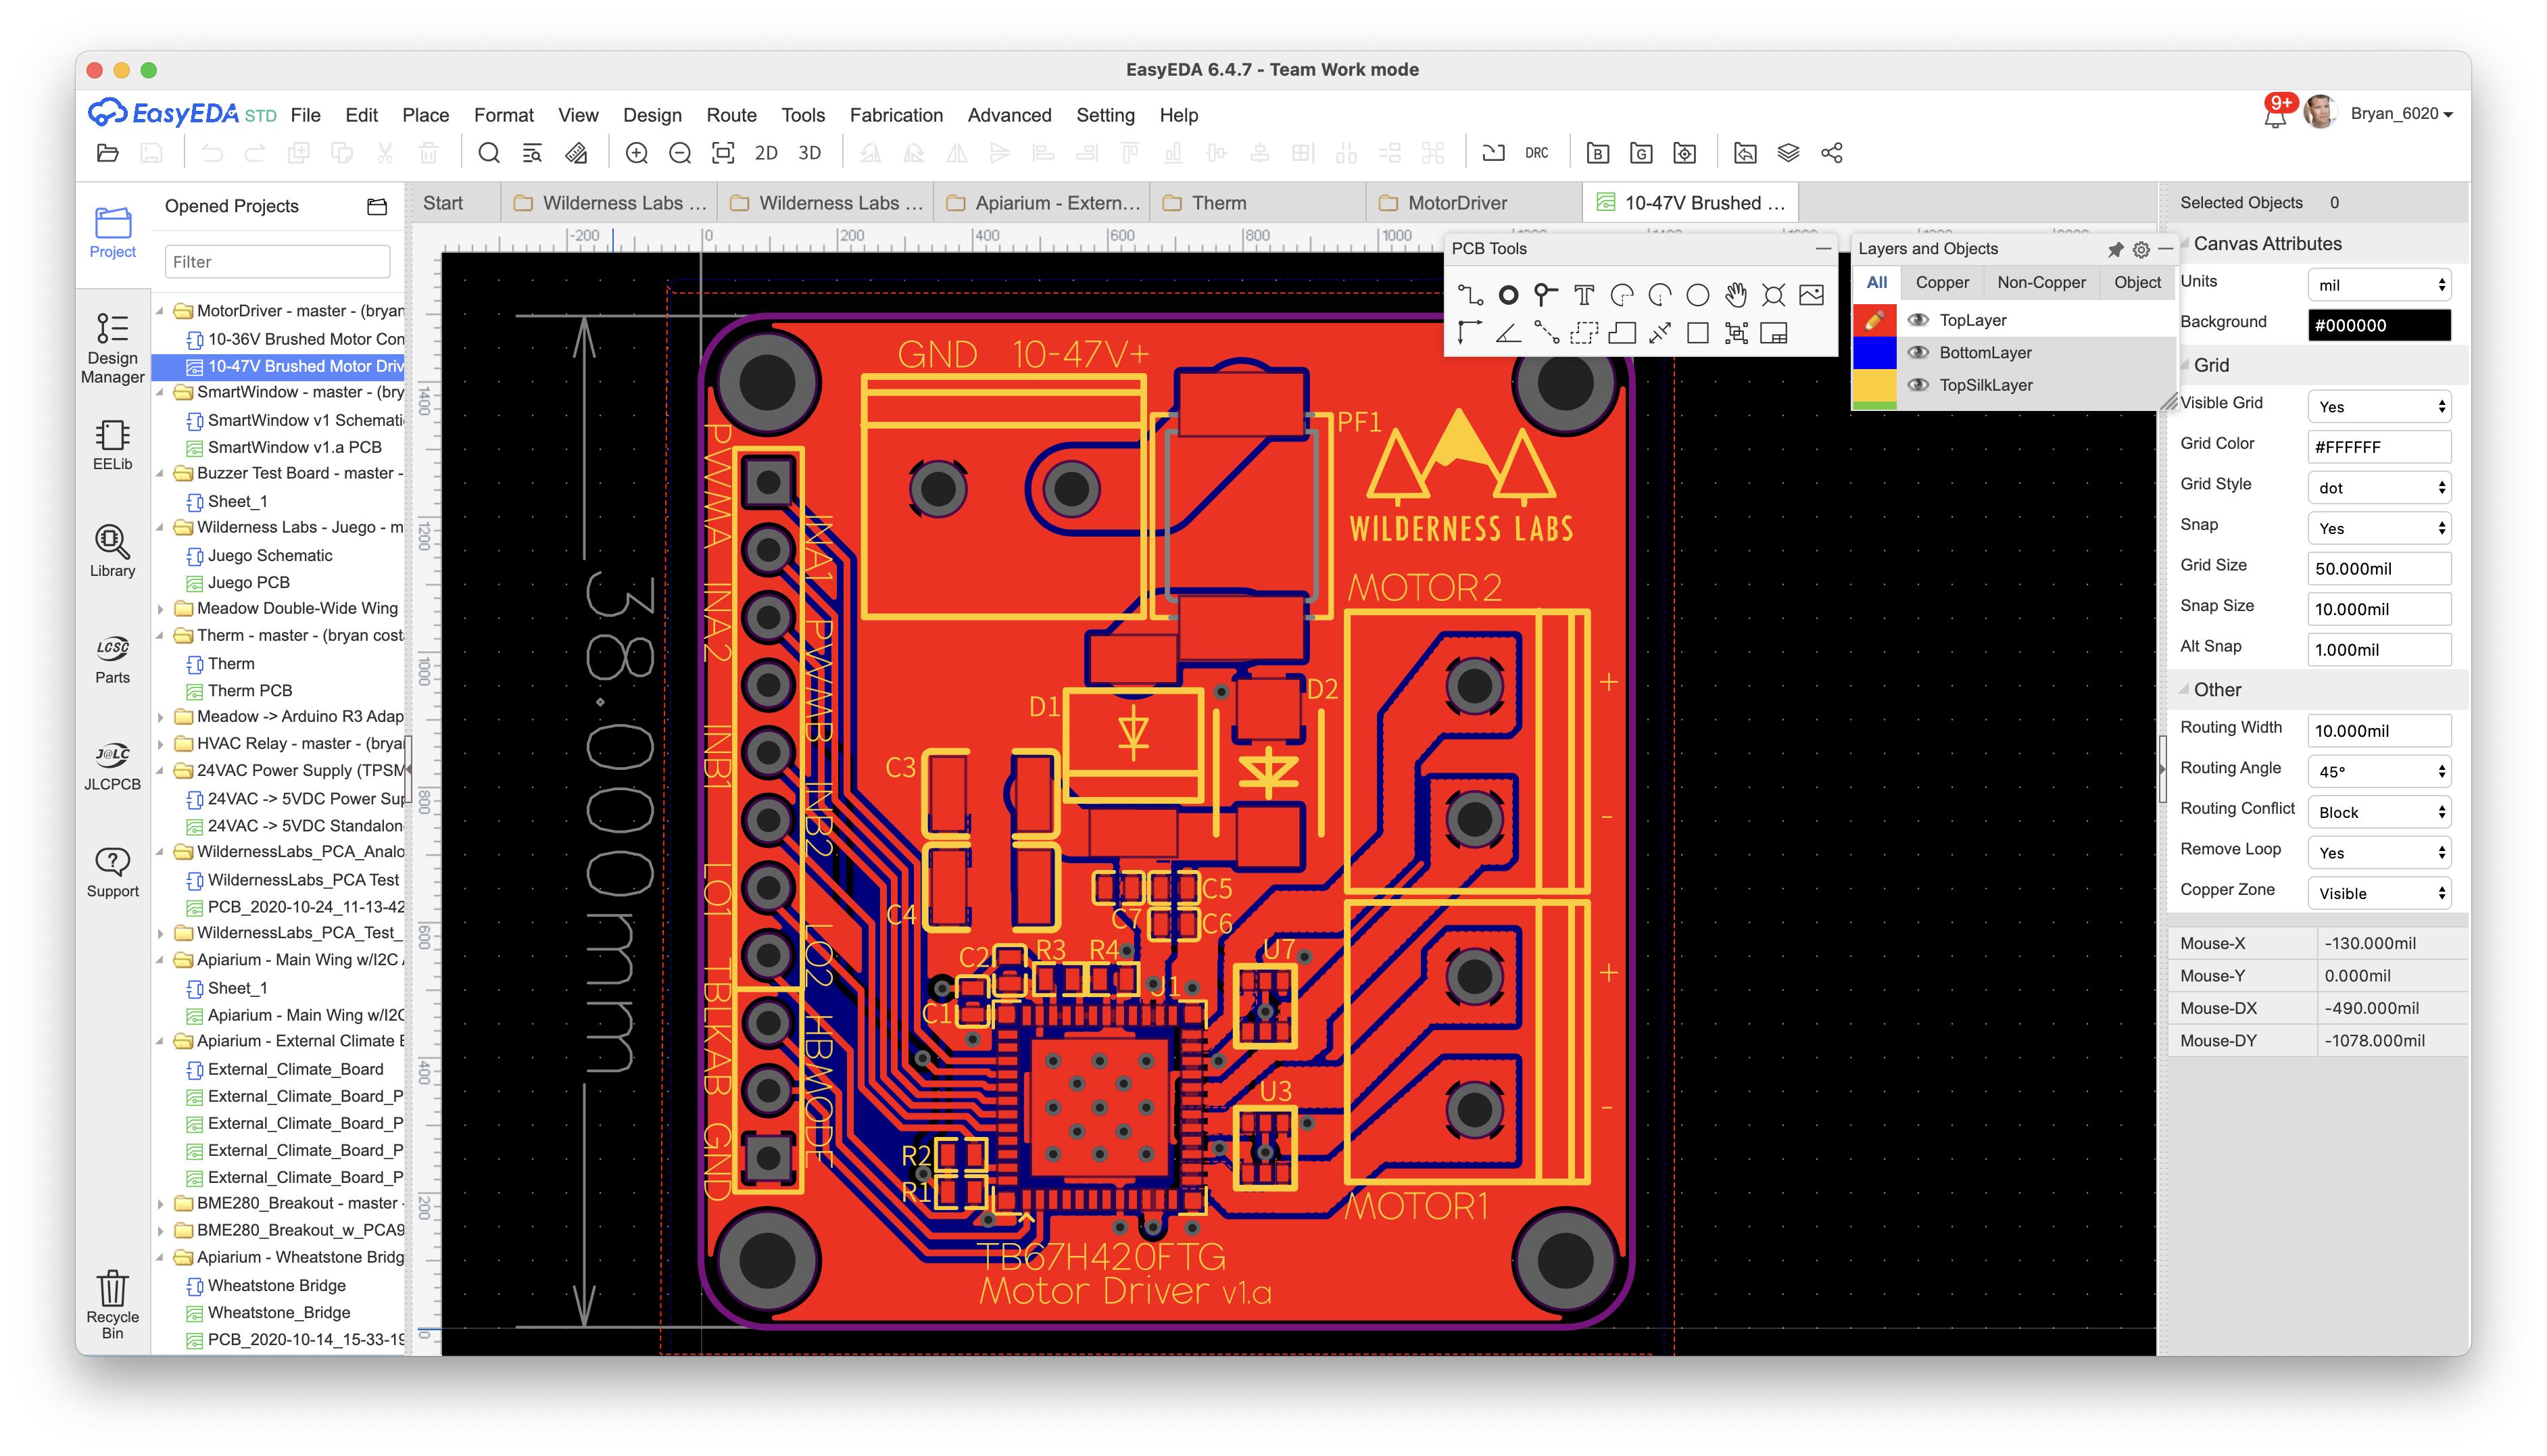 EasyEDA 6.4.7 - Team Work mode
EasyEDA STD File Edit Place Format View Design Route Tools Fabrication Advanced Setting Help
9+
Bryan_6020
2D 3D
DRC
B G
Project
Design Manager
EELib
Library
LCSC
Parts
J@LC
JLCPCB
Support
Recycle Bin
Opened Projects
Filter
MotorDriver - master - (bryan
10-36V Brushed Motor Con
10-47V Brushed Motor Driv
SmartWindow - master - (bry
SmartWindow v1 Schemati
SmartWindow v1.a PCB
Buzzer Test Board - master -
Sheet_1
Wilderness Labs - Juego - m
Juego Schematic
Juego PCB
Meadow Double-Wide Wing
Therm - master - (bryan cost
Therm
Therm PCB
Meadow -> Arduino R3 Adap
HVAC Relay - master - (brya
24VAC Power Supply (TPSM
24VAC -> 5VDC Power Sup
24VAC -> 5VDC Standalon
WildernessLabs_PCA_Analo
WildernessLabs_PCA Test
PCB_2020-10-24_11-13-42
WildernessLabs_PCA_Test_
Apiarium - Main Wing w/I2C
Sheet_1
Apiarium - Main Wing w/I2C
Apiarium - External Climate
External_Climate_Board
External_Climate_Board_P
External_Climate_Board_P
External_Climate_Board_P
External_Climate_Board_P
BME280_Breakout - master -
BME280_Breakout_w_PCA9
Apiarium - Wheatstone Bridg
Wheatstone Bridge
Wheatstone_Bridge
PCB_2020-10-14_15-33-19
Start
Wilderness Labs ...
Wilderness Labs ...
Apiarium - Extern...
Therm
MotorDriver
10-47V Brushed ...
-200 0 200 400 600 800 1000
1400
1200
1000
800
600
400
200
0
38.000mm
GND 10-47V+
PF1
WILDERNESS LABS
MOTOR2
+
-
D1
D2
C3
C4
C5
C7
C6
C2 R3 R4
C1
U7
U3
R2
R1
+
-
MOTOR1
PWMA
INA1
INA2
PWMB
INB1
INB2
LO1
LO2
TBLKAB
HBMODE
GND
TB67H420FTG
Motor Driver v1.a
PCB Tools
T
Layers and Objects
All Copper Non-Copper Object
TopLayer
BottomLayer
TopSilkLayer
Selected Objects 0
Canvas Attributes
Units mil
Background #000000
Grid
Visible Grid Yes
Grid Color #FFFFFF
Grid Style dot
Snap Yes
Grid Size 50.000mil
Snap Size 10.000mil
Alt Snap 1.000mil
Other
Routing Width 10.000mil
Routing Angle 45°
Routing Conflict Block
Remove Loop Yes
Copper Zone Visible
Mouse-X -130.000mil
Mouse-Y 0.000mil
Mouse-DX -490.000mil
Mouse-DY -1078.000mil